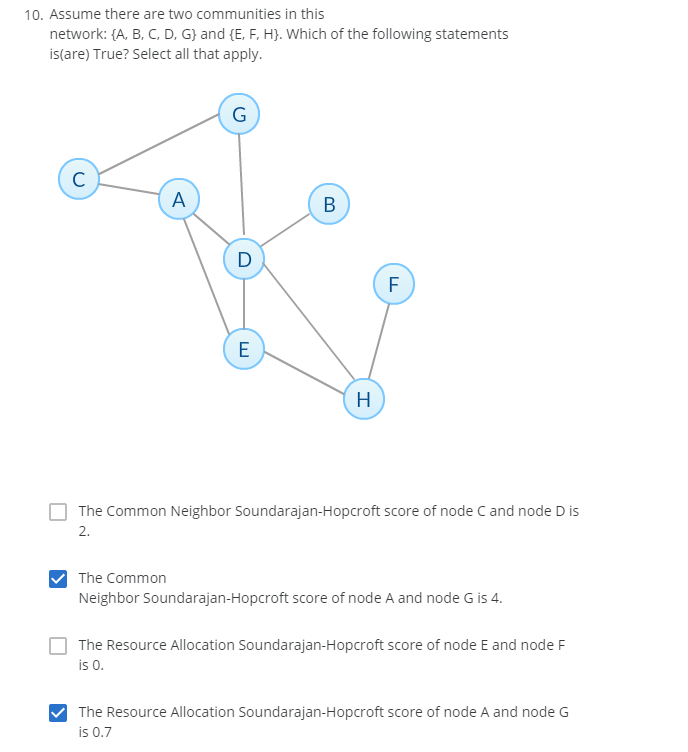 10. Assume there are two communities in this
network: {A, B, C, D, G} and {E, F, H}. Which of the following statements
is(are) True? Select all that apply.
G
C
A
B
D
F
E
H
The Common Neighbor Soundarajan-Hopcroft score of node C and node D is
2.
The Common
Neighbor Soundarajan-Hopcroft score of node A and node G is 4.
The Resource Allocation Soundarajan-Hopcroft score of node E and node F
is 0.
The Resource Allocation Soundarajan-Hopcroft score of node A and node G
is 0.7